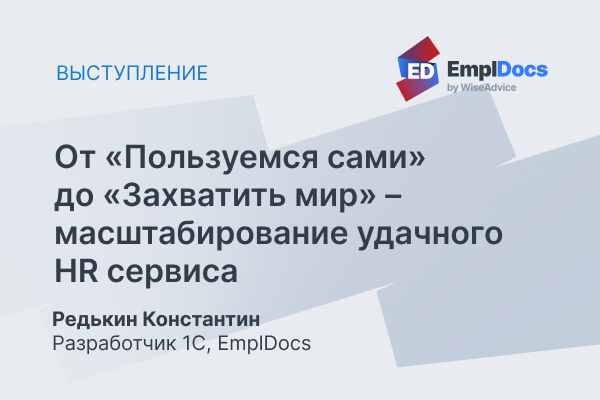 ВЫСТУПЛЕНИЕ
ED EmplDocs
by WiseAdvice
От «Пользуемся сами»
до «Захватить мир» –
масштабирование удачного
HR сервиса
Редькин Константин
Разработчик 1С, EmplDocs